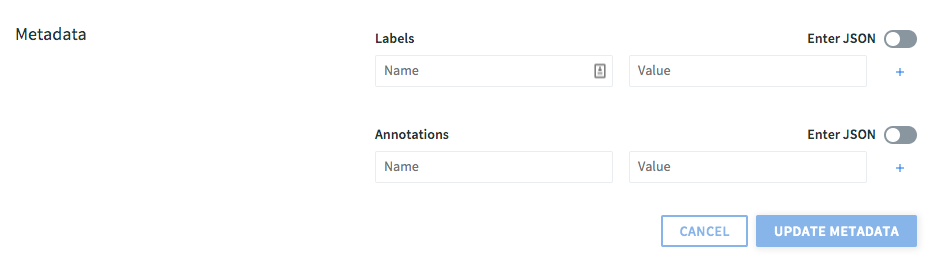 Metadata
Labels Enter JSON
Name Value +
Annotations Enter JSON
Name Value +
CANCEL UPDATE METADATA